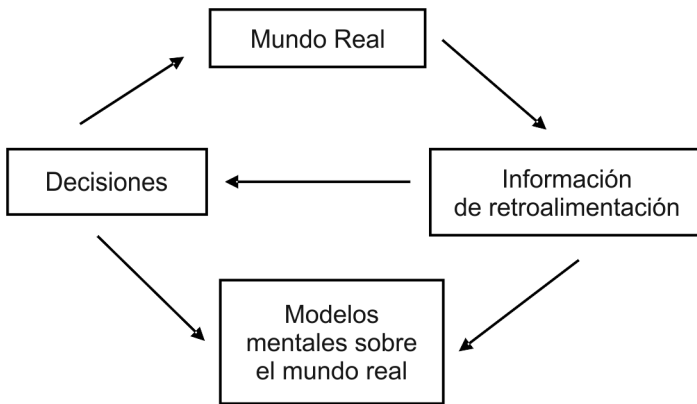 Mundo Real
Decisiones
Información
de retroalimentación
Modelos
mentales sobre
el mundo real